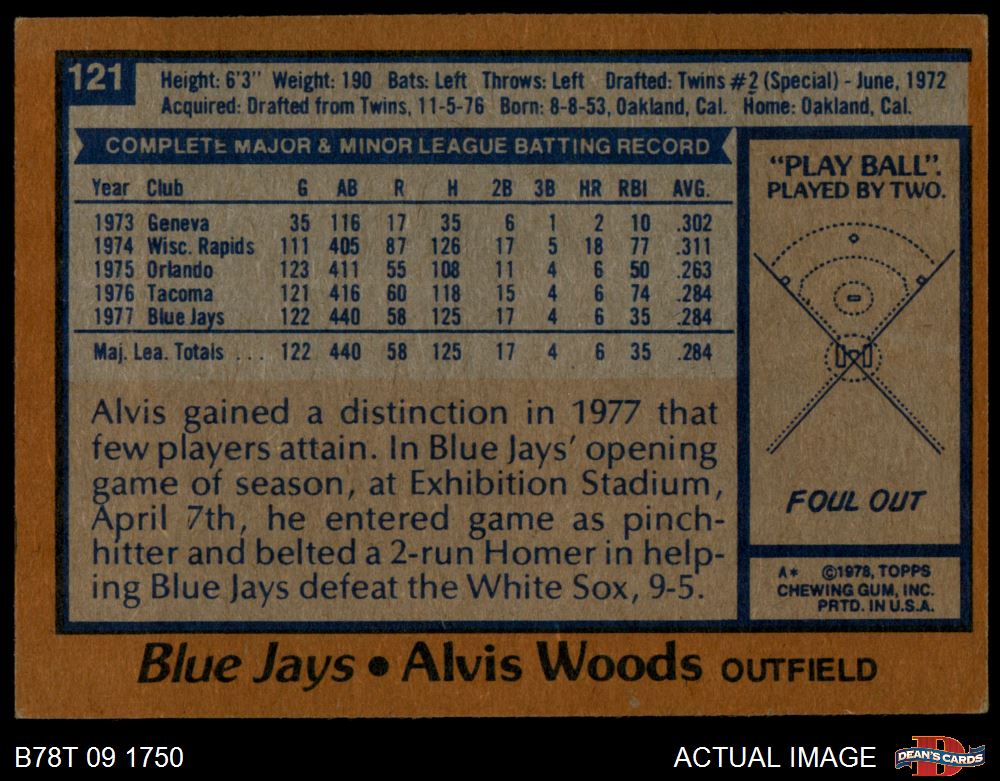 121
Height: 6'3" Weight: 190 Bats: Left Throws: Left Drafted: Twins #2 (Special) - June, 1972
Acquired: Drafted from Twins, 11-5-76 Born: 8-8-53, Oakland, Cal. Home: Oakland, Cal.
COMPLETE MAJOR & MINOR LEAGUE BATTING RECORD
Year Club G AB R H 2B 3B HR RBI AVG.
1973 Geneva 35 116 17 35 6 1 2 10 .302
1974 Wisc. Rapids 111 405 87 126 17 5 18 77 .311
1975 Orlando 123 411 55 108 11 4 6 50 .263
1976 Tacoma 121 416 60 118 15 4 6 74 .284
1977 Blue Jays 122 440 58 125 17 4 6 35 .284
Maj. Lea. Totals . . . 122 440 58 125 17 4 6 35 .284
Alvis gained a distinction in 1977 that
few players attain. In Blue Jays' opening
game of season, at Exhibition Stadium,
April 7th, he entered game as pinch-
hitter and belted a 2-run Homer in help-
ing Blue Jays defeat the White Sox, 9-5.
"PLAY BALL".
PLAYED BY TWO.
FOUL OUT
A* ©1978, TOPPS
CHEWING GUM, INC.
PRTD. IN U.S.A.
Blue Jays • Alvis Woods OUTFIELD
B78T 09 1750
ACTUAL IMAGE
D
DEAN'S CARDS